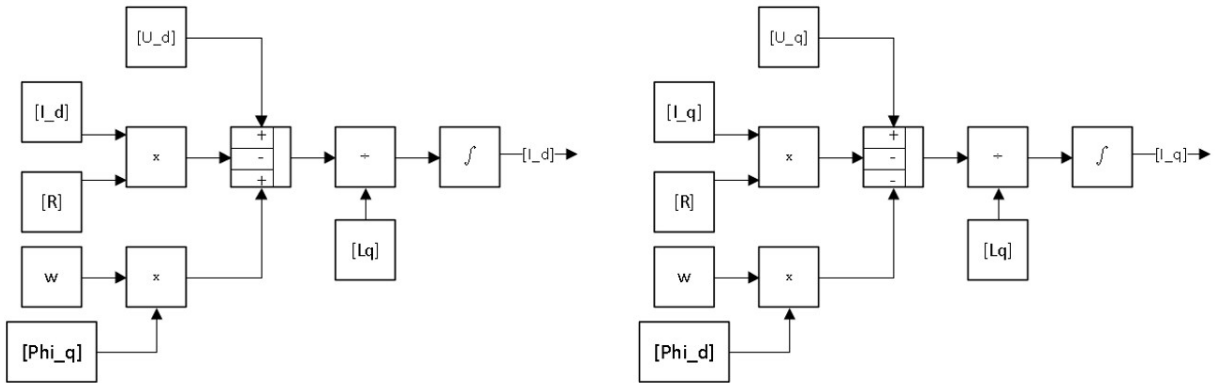 [U_d]
[I_d]
[R]
x
+
-
+
÷
∫
[I_d]
[Lq]
w
x
[Phi_q]
[U_q]
[I_q]
[R]
x
+
-
-
÷
∫
[I_q]
[Lq]
w
x
[Phi_d]